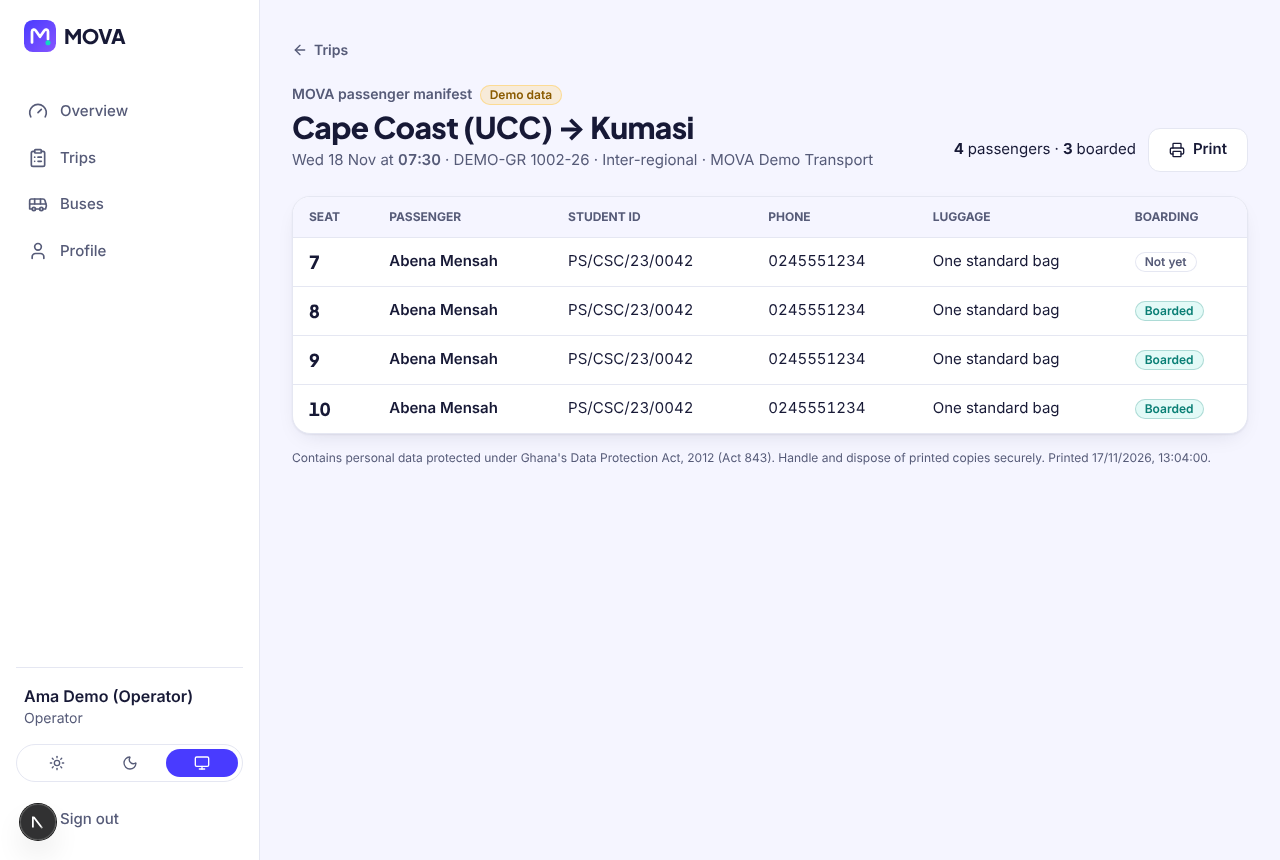 MOVA
Overview
Trips
Buses
Profile
Ama Demo (Operator)
Operator
Sign out
Trips
MOVA passenger manifest Demo data
Cape Coast (UCC) → Kumasi
Wed 18 Nov at 07:30 · DEMO-GR 1002-26 · Inter-regional · MOVA Demo Transport
4 passengers · 3 boarded
Print
SEAT PASSENGER STUDENT ID PHONE LUGGAGE BOARDING
7 Abena Mensah PS/CSC/23/0042 0245551234 One standard bag Not yet
8 Abena Mensah PS/CSC/23/0042 0245551234 One standard bag Boarded
9 Abena Mensah PS/CSC/23/0042 0245551234 One standard bag Boarded
10 Abena Mensah PS/CSC/23/0042 0245551234 One standard bag Boarded
Contains personal data protected under Ghana's Data Protection Act, 2012 (Act 843). Handle and dispose of printed copies securely. Printed 17/11/2026, 13:04:00.